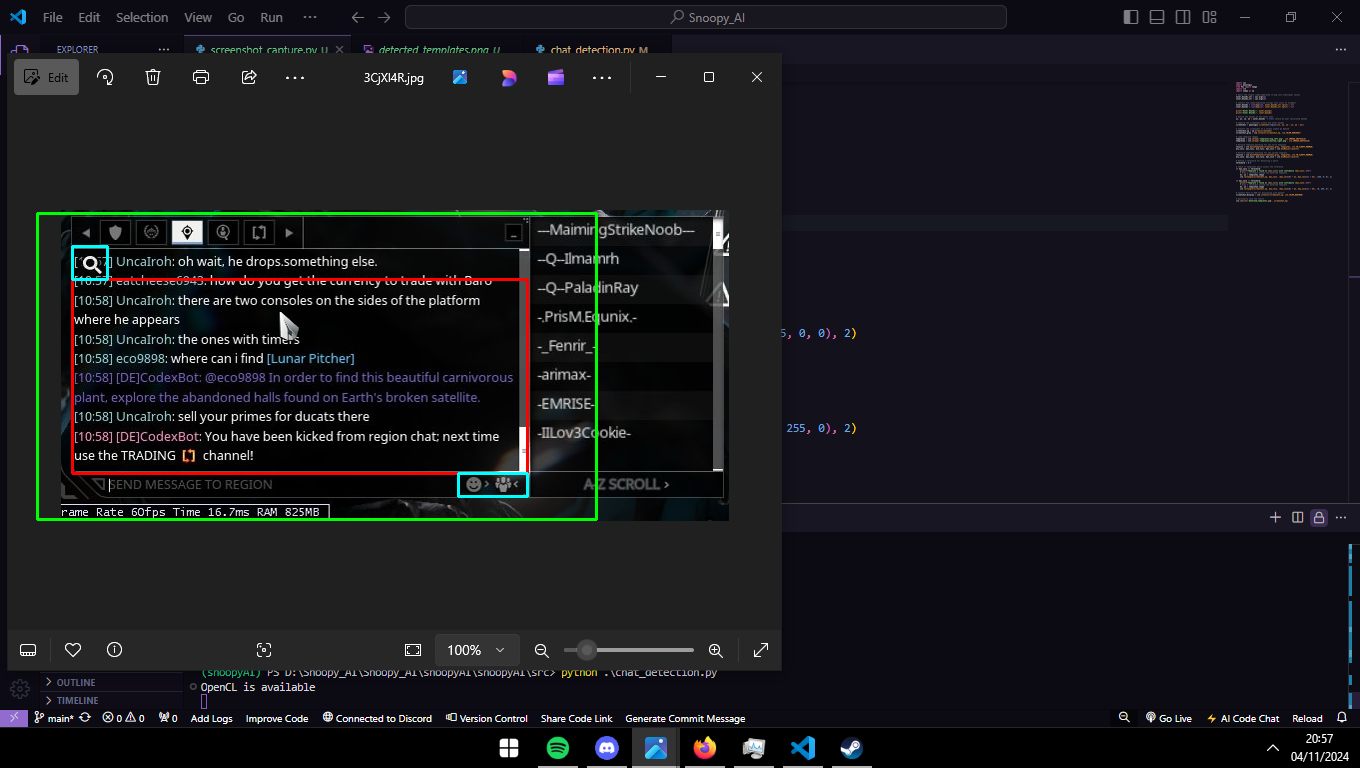 File Edit Selection View Go Run ··· Snoopy_AI
EXPLORER ··· screenshot_capture.py U detected_templates.png U chat_detection.py M
Edit 3CjXI4R.jpg
UncaIroh: oh wait, he drops.something else.
[10:57] eatcheese6943: how do you get the currency to trade with Baro
[10:58] UncaIroh: there are two consoles on the sides of the platform
where he appears
[10:58] UncaIroh: the ones with timers
[10:58] eco9898: where can i find [Lunar Pitcher]
[10:58] [DE]CodexBot: @eco9898 In order to find this beautiful carnivorous
plant, explore the abandoned halls found on Earth's broken satellite.
[10:58] UncaIroh: sell your primes for ducats there
[10:58] [DE]CodexBot: You have been kicked from region chat; next time
use the TRADING channel!
SEND MESSAGE TO REGION
rame Rate 60fps Time 16.7ms RAM 825MB
---MaimingStrikeNoob---
--Q--Ilmamrh
--Q--PaladinRay
-.PrisM.Equnix.-
-_Fenrir_-
-arimax-
-EMRISE-
-IILov3Cookie-
A-Z SCROLL >
5, 0, 0), 2)
255, 0), 2)
100%
(snoopyAI) PS D:\Snoopy_AI\Snoopy_AI\snoopyAI\snoopyAI\src> python .\chat_detection.py
OpenCL is available
OUTLINE
TIMELINE
main* 0 0 0 Add Logs Improve Code Connected to Discord Version Control Share Code Link Generate Commit Message Go Live AI Code Chat Reload
20:57
04/11/2024